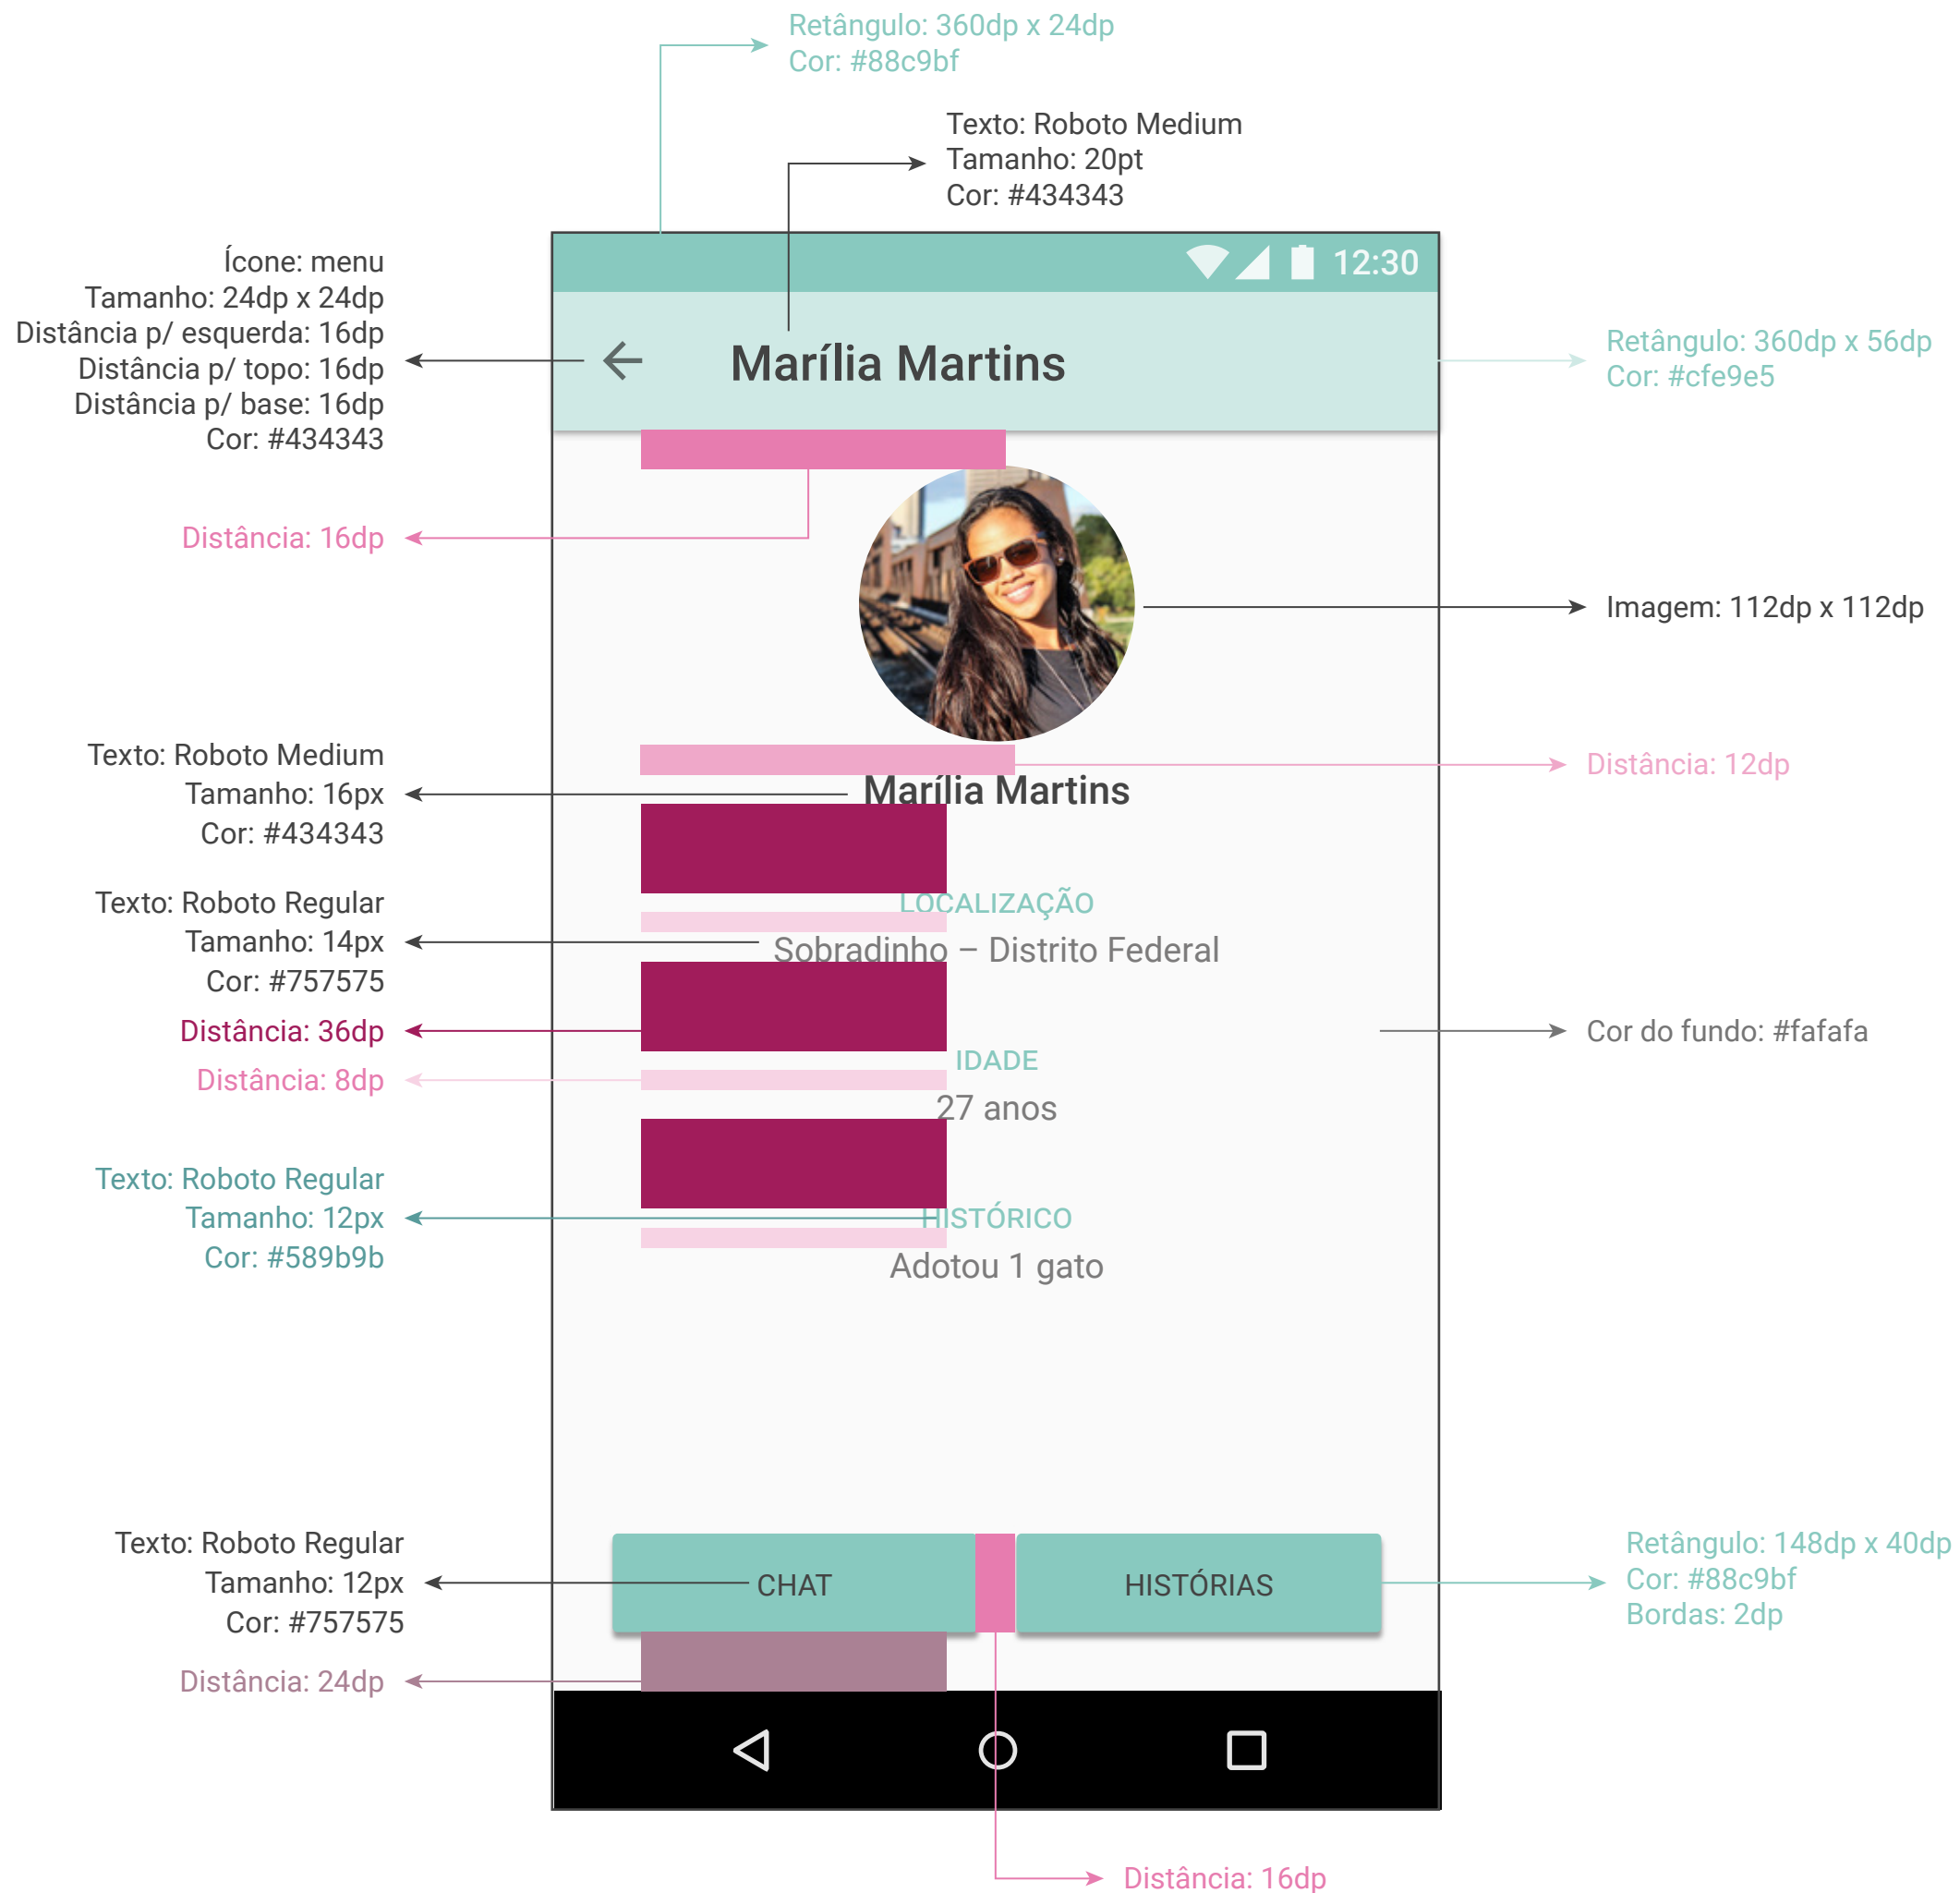 Retângulo: 360dp x 24dp
Cor: #88c9bf
Texto: Roboto Medium
Tamanho: 20pt
Cor: #434343
Ícone: menu
Tamanho: 24dp x 24dp
Distância p/ esquerda: 16dp
Distância p/ topo: 16dp
Distância p/ base: 16dp
Cor: #434343
12:30
Marília Martins
Retângulo: 360dp x 56dp
Cor: #cfe9e5
Distância: 16dp
Imagem: 112dp x 112dp
Texto: Roboto Medium
Tamanho: 16px
Cor: #434343
Distância: 12dp
Marília Martins
Texto: Roboto Regular
Tamanho: 14px
Cor: #757575
LOCALIZAÇÃO
Sobradinho – Distrito Federal
Distância: 36dp
Cor do fundo: #fafafa
Distância: 8dp
IDADE
27 anos
Texto: Roboto Regular
Tamanho: 12px
Cor: #589b9b
HISTÓRICO
Adotou 1 gato
Texto: Roboto Regular
Tamanho: 12px
Cor: #757575
CHAT
HISTÓRIAS
Retângulo: 148dp x 40dp
Cor: #88c9bf
Bordas: 2dp
Distância: 24dp
Distância: 16dp